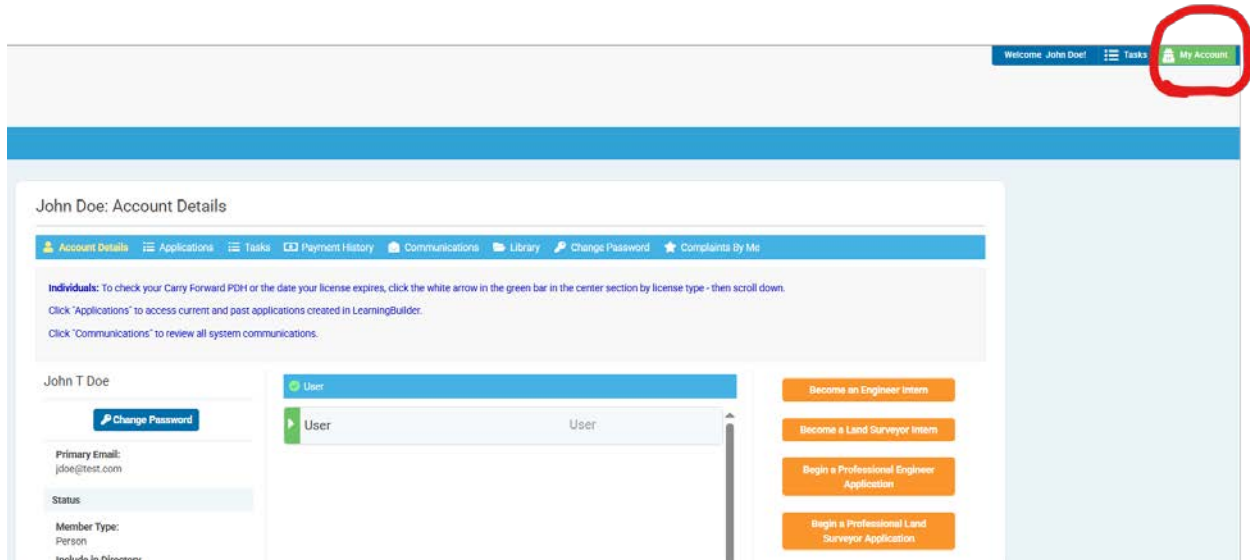 Welcome John Doe! Tasks My Account
John Doe: Account Details
Account Details Applications Tasks Payment History Communications Library Change Password Complaints By Me
Individuals: To check your Carry Forward PDH or the date your license expires, click the white arrow in the green bar in the center section by license type - then scroll down.
Click "Applications" to access current and past applications created in LearningBuilder.
Click "Communications" to review all system communications.
John T Doe
Change Password
Primary Email:
jdoe@test.com
Status
Member Type:
Person
Include in Directory
User
User User
Become an Engineer Intern
Become a Land Surveyor Intern
Begin a Professional Engineer
Application
Begin a Professional Land
Surveyor Application